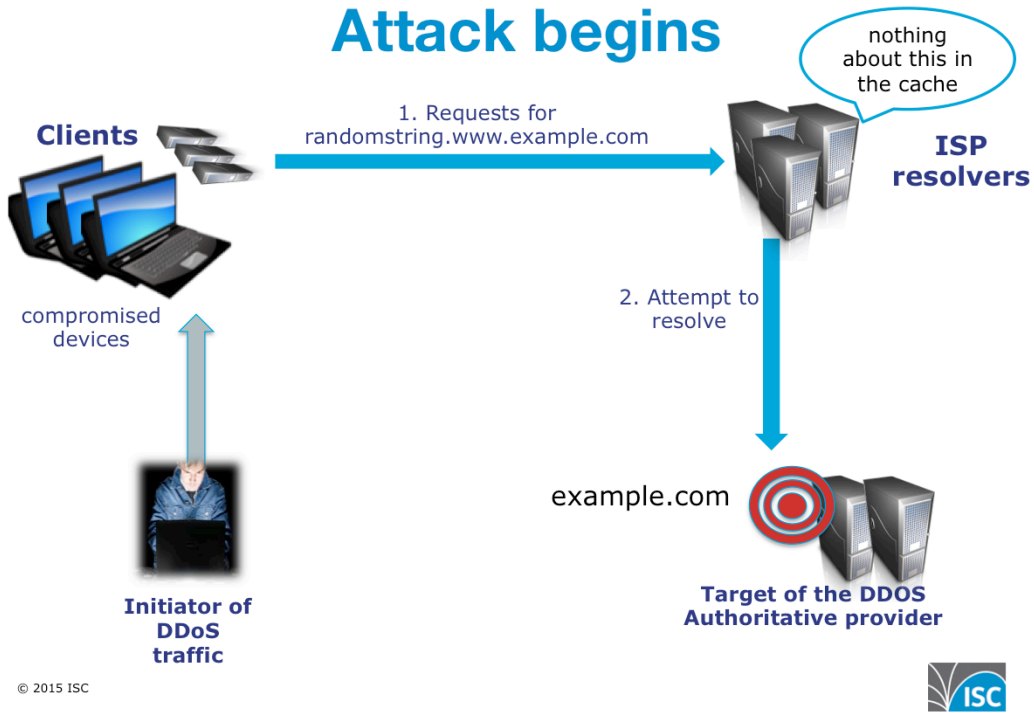 Attack begins
nothing
about this in
the cache
1. Requests for
randomstring.www.example.com
Clients
ISP
resolvers
compromised
devices
2. Attempt to
resolve
example.com
Initiator of
DDoS
traffic
Target of the DDOS
Authoritative provider
© 2015 ISC
ISC